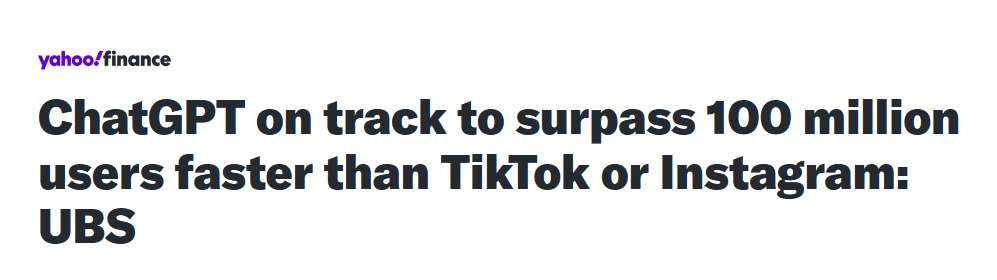 yahoo!finance
ChatGPT on track to surpass 100 million
users faster than TikTok or Instagram:
UBS